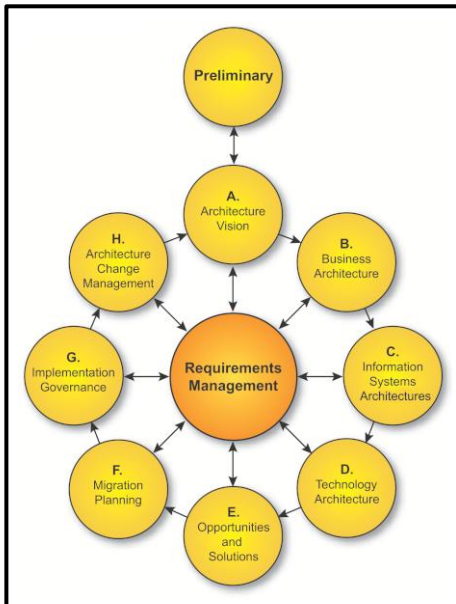 Preliminary
A.
Architecture
Vision
B.
Business
Architecture
C.
Information
Systems
Architectures
D.
Technology
Architecture
E.
Opportunities
and
Solutions
F.
Migration
Planning
G.
Implementation
Governance
H.
Architecture
Change
Management
Requirements
Management